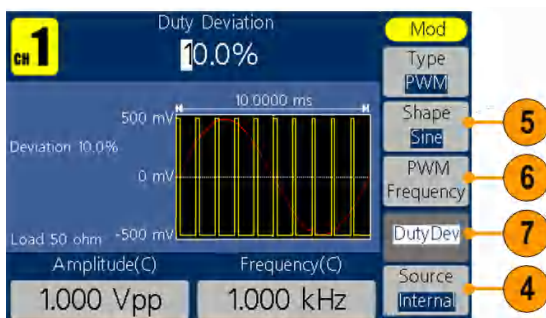 CH 1
Duty Deviation
10.0%
Mod
Type
PWM
Shape
Sine
5
PWM
Frequency
6
DutyDev
7
Source
Internal
4
10.0000 ms
500 mV
Deviation 10.0%
0 mV
Load 50 ohm
-500 mV
Amplitude(C)
1.000 Vpp
Frequency(C)
1.000 kHz